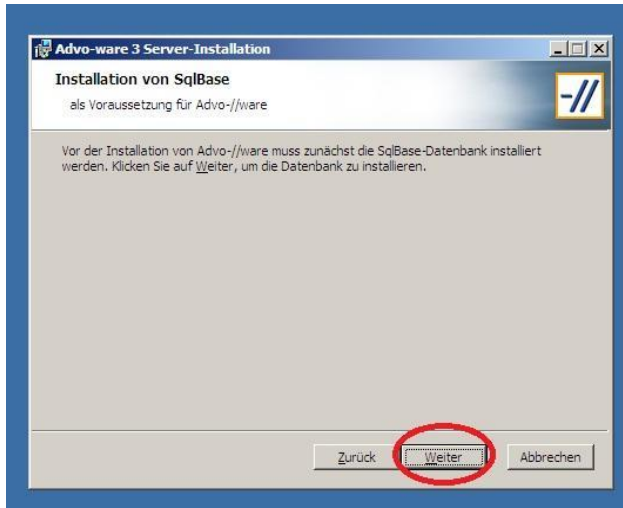 Advo-ware 3 Server-Installation
Installation von SqlBase
als Voraussetzung für Advo-//ware
-//
Vor der Installation von Advo-//ware muss zunächst die SqlBase-Datenbank installiert
werden. Klicken Sie auf Weiter, um die Datenbank zu installieren.
Zurück Weiter Abbrechen